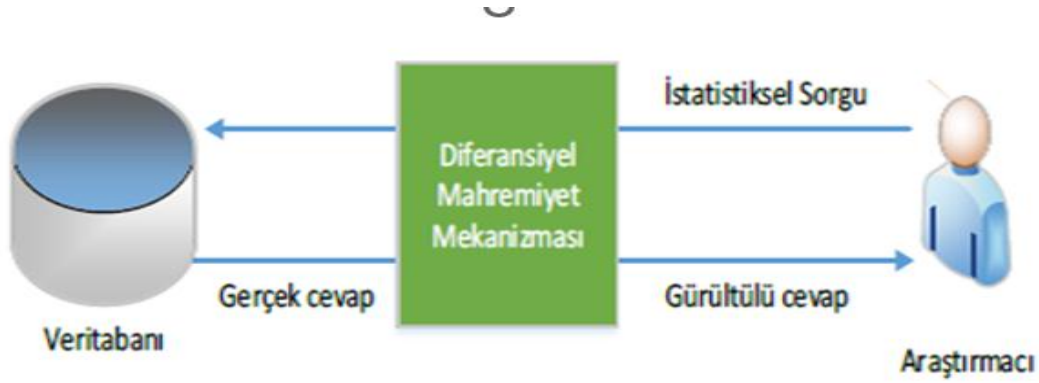 İstatistiksel Sorgu
Diferansiyel
Mahremiyet
Mekanizması
Gerçek cevap
Gürültülü cevap
Veritabanı
Araştırmacı